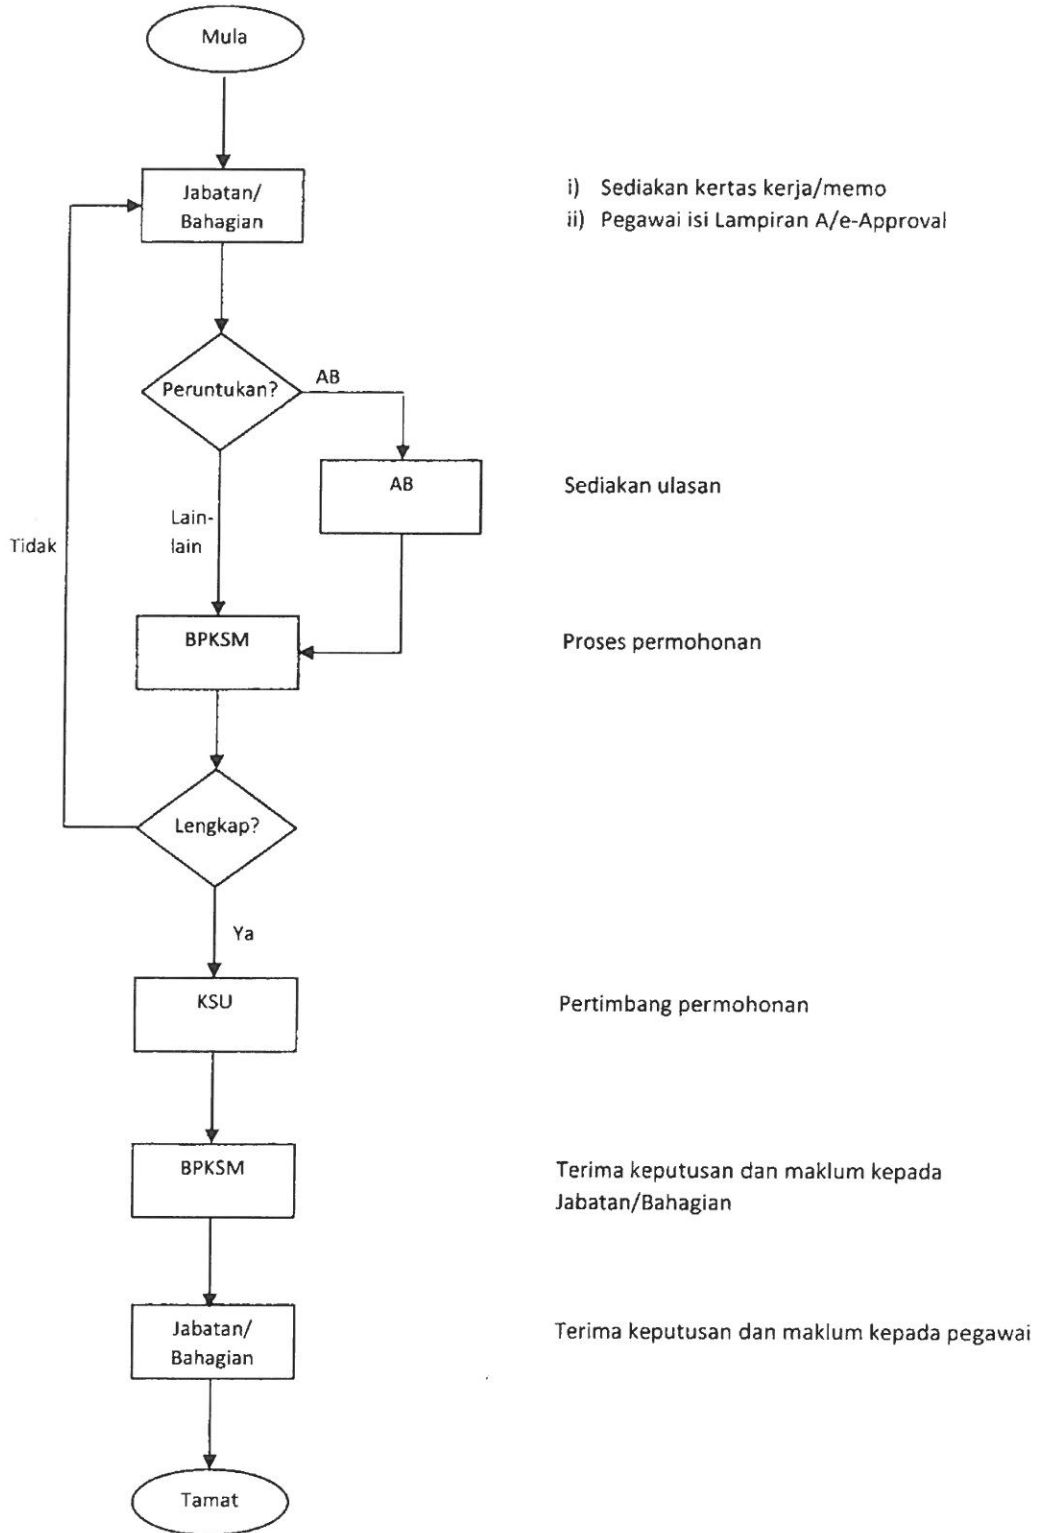 Mula
Jabatan/
Bahagian
i) Sediakan kertas kerja/memo
ii) Pegawai isi Lampiran A/e-Approval
Peruntukan?
AB
AB
Sediakan ulasan
Lain-
lain
Tidak
BPKSM
Proses permohonan
Lengkap?
Ya
KSU
Pertimbang permohonan
BPKSM
Terima keputusan dan maklum kepada
Jabatan/Bahagian
Jabatan/
Bahagian
Terima keputusan dan maklum kepada pegawai
Tamat